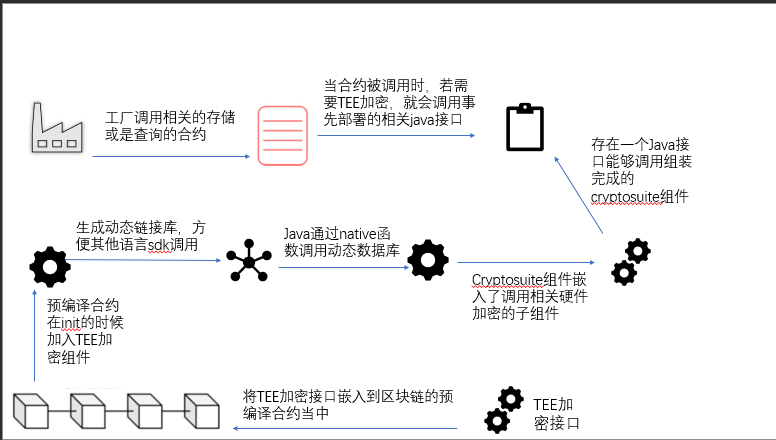 工厂调用相关的存储
或是查询的合约
当合约被调用时，若需
要TEE加密，就会调用事
先部署的相关java接口
存在一个Java接
口能够调用组装
完成的
cryptosuite组件
生成动态链接库，方
便其他语言sdk调用
Java通过native函
数调用动态数据库
Cryptosuite组件嵌
入了调用相关硬件
加密的子组件
预编译合约
在init的时候
加入TEE加
密组件
将TEE加密接口嵌入到区块链的预
编译合约当中
TEE加
密接口